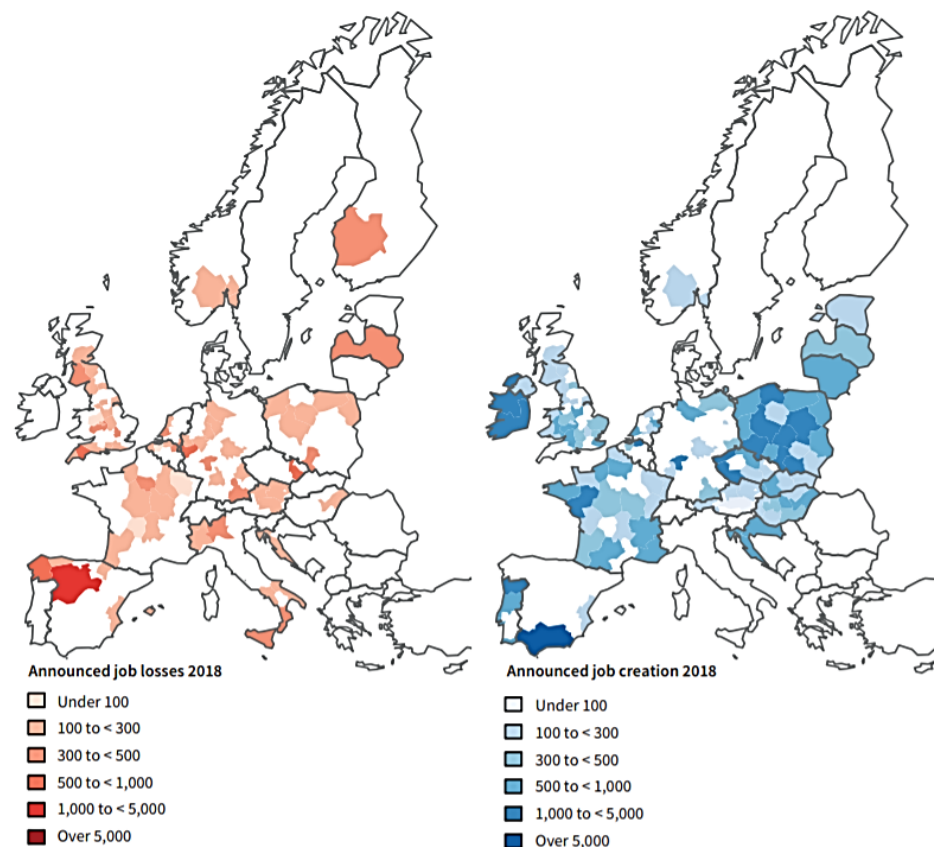 Announced job losses 2018
Under 100
100 to < 300
300 to < 500
500 to < 1,000
1,000 to < 5,000
Over 5,000
Announced job creation 2018
Under 100
100 to < 300
300 to < 500
500 to < 1,000
1,000 to < 5,000
Over 5,000